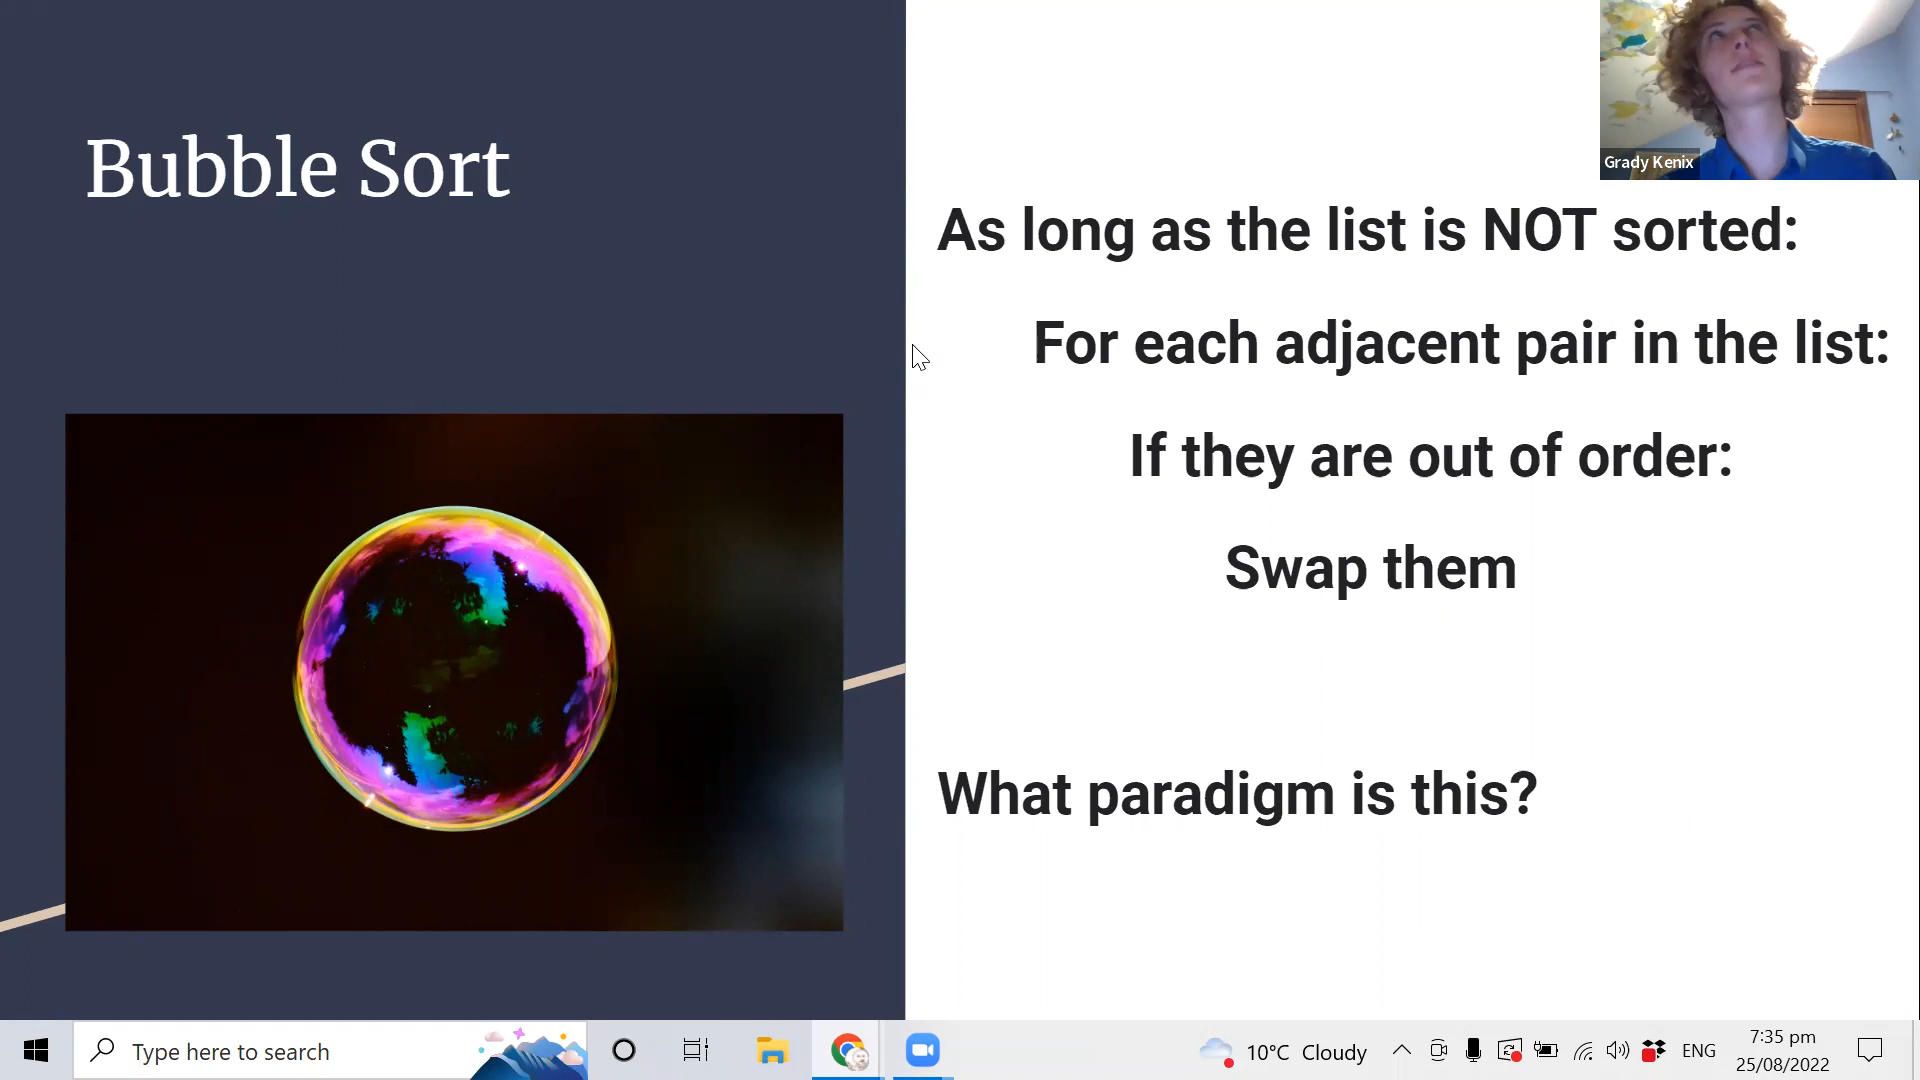 Bubble Sort
Grady Kenix
As long as the list is NOT sorted:
For each adjacent pair in the list:
If they are out of order:
Swap them
What paradigm is this?
Type here to search
10°C Cloudy
ENG
7:35 pm
25/08/2022